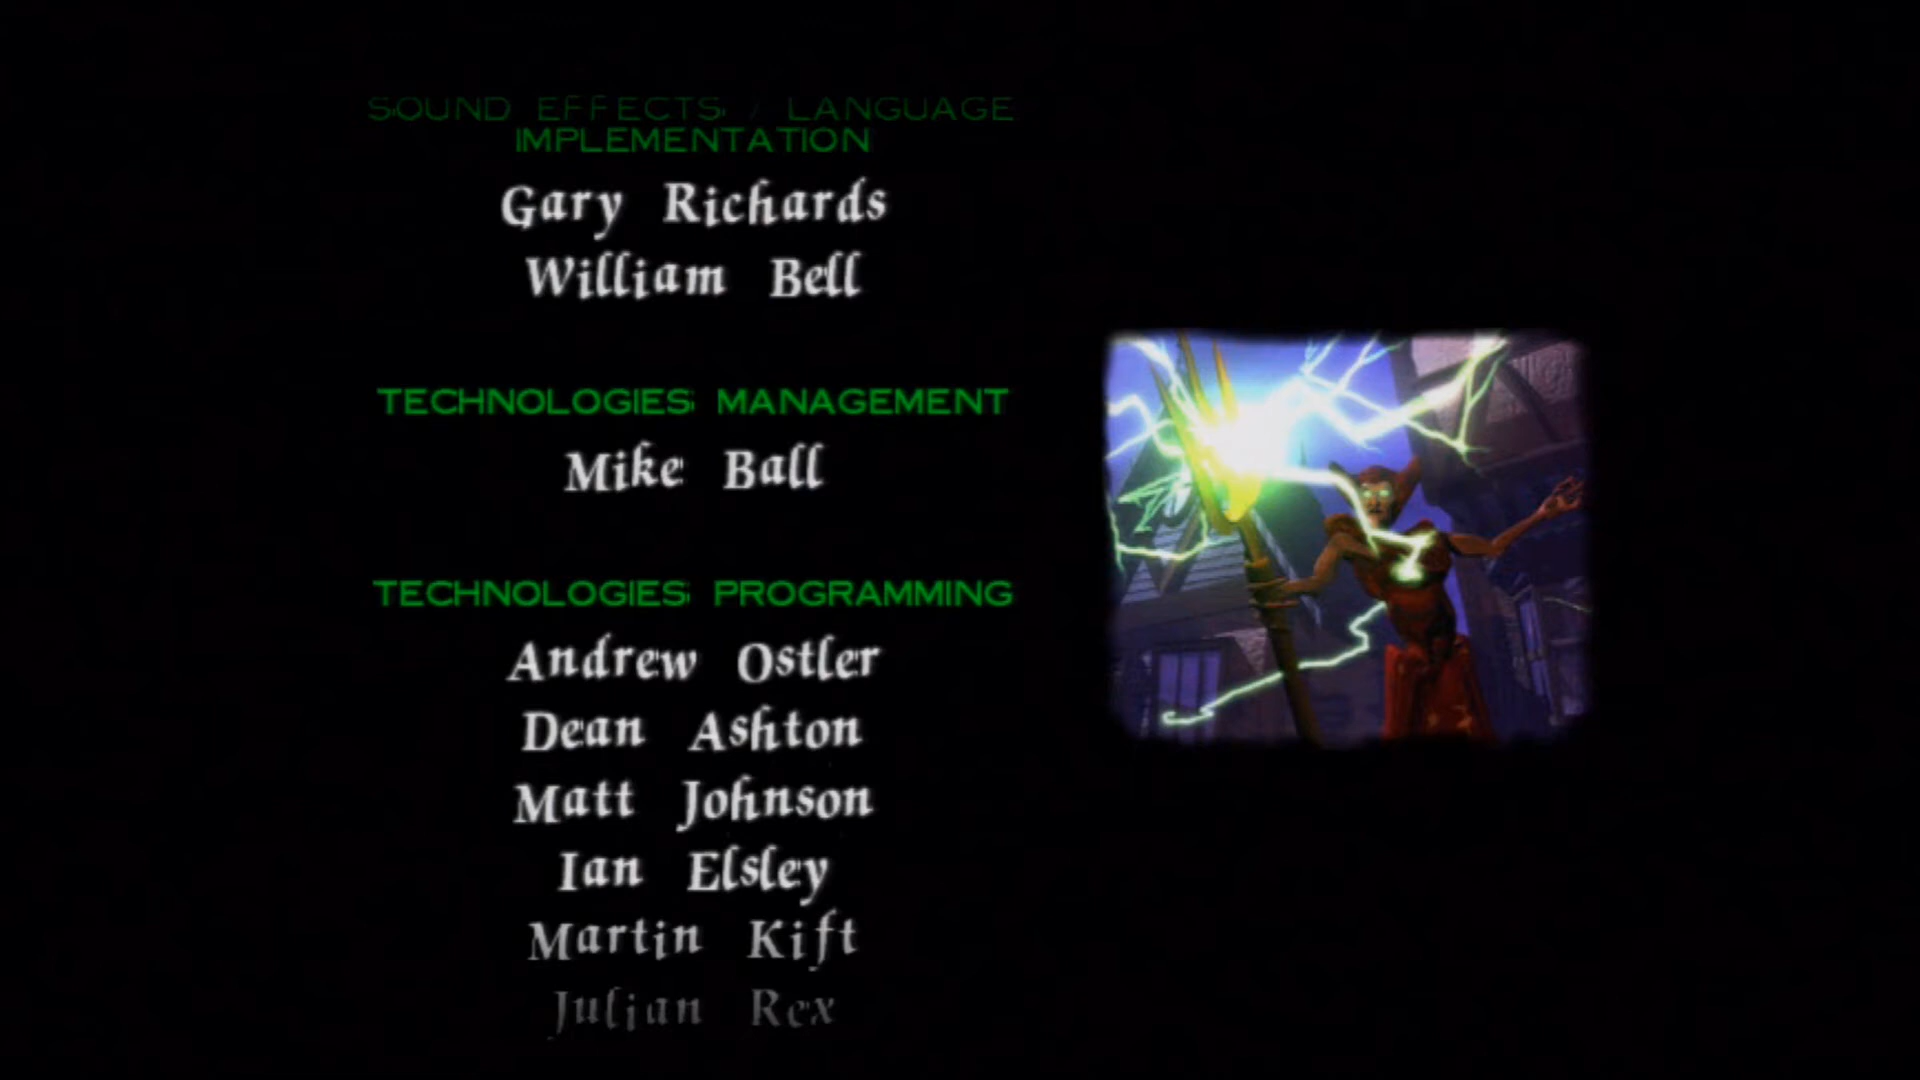 SOUND EFFECTS / LANGUAGE
IMPLEMENTATION
Gary Richards
William Bell
TECHNOLOGIES MANAGEMENT
Mike Ball
TECHNOLOGIES PROGRAMMING
Andrew Ostler
Dean Ashton
Matt Johnson
Ian Elsley
Martin Kift
Julian Rex